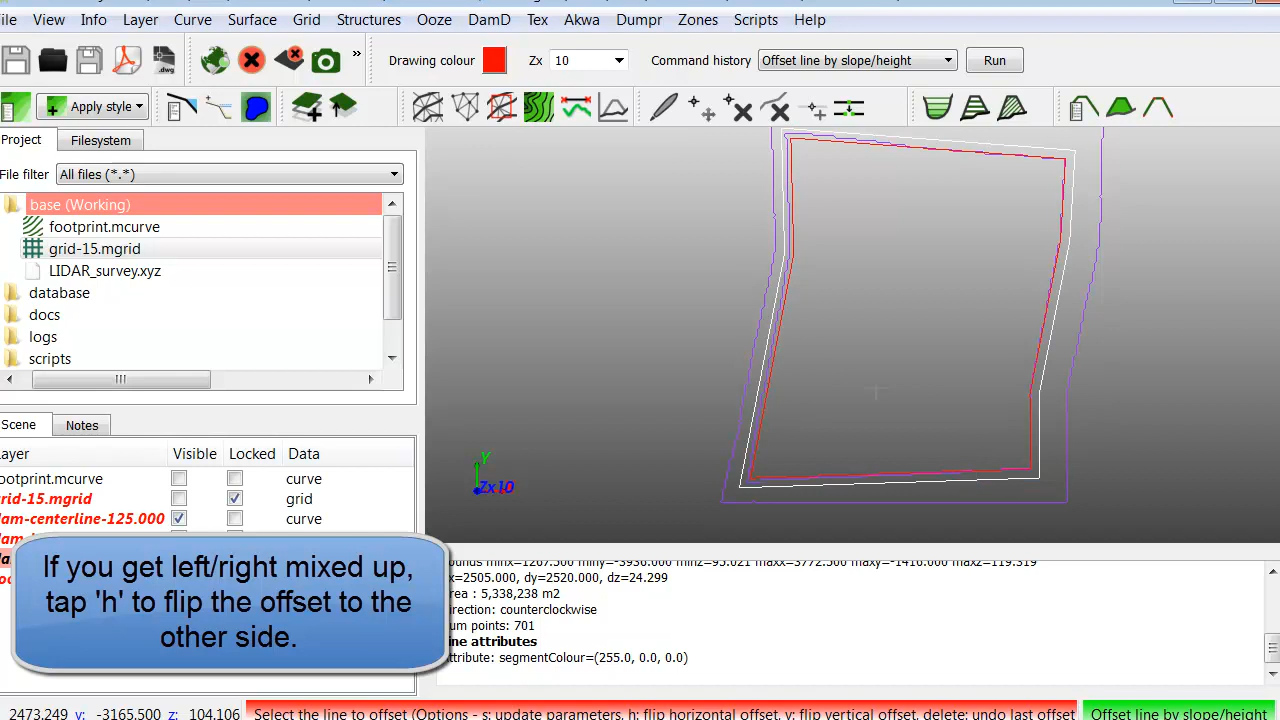 ile View Info Layer Curve Surface Grid Structures Ooze DamD Tex Akwa Dumpr Zones Scripts Help
.dwg
» Drawing colour Zx 10 Command history Offset line by slope/height Run
Apply style
Project Filesystem
File filter All files (*.*)
base (Working)
footprint.mcurve
grid-15.mgrid
LIDAR_survey.xyz
database
docs
logs
scripts
Scene Notes
ayer Visible Locked Data
ootprint.mcurve curve
rid-15.mgrid grid
am-centerline-125.000 curve
Y
Zx10
If you get left/right mixed up,
tap 'h' to flip the offset to the
other side.
x=2505.000, dy=2520.000, dz=24.299
rea : 5,338,238 m2
irection: counterclockwise
um points: 701
ine attributes
ttribute: segmentColour=(255.0, 0.0, 0.0)
2473.249 y: -3165.500 z: 104.106 Select the line to offset (Options - s: update parameters, h: flip horizontal offset, v: flip vertical offset, delete: undo last offset Offset line by slope/height